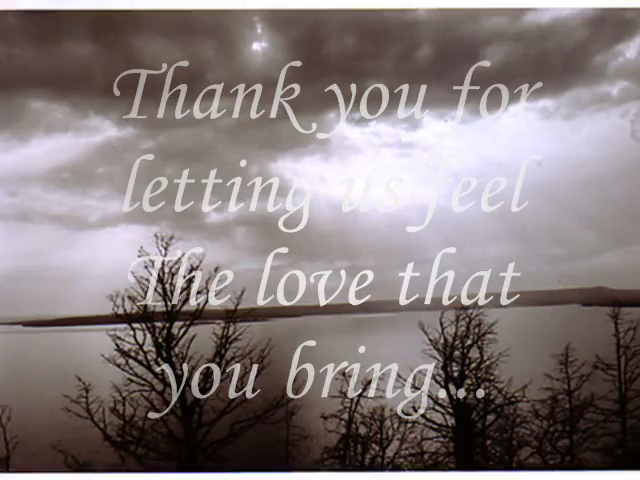 Thank you for
letting us feel
The love that
you bring...